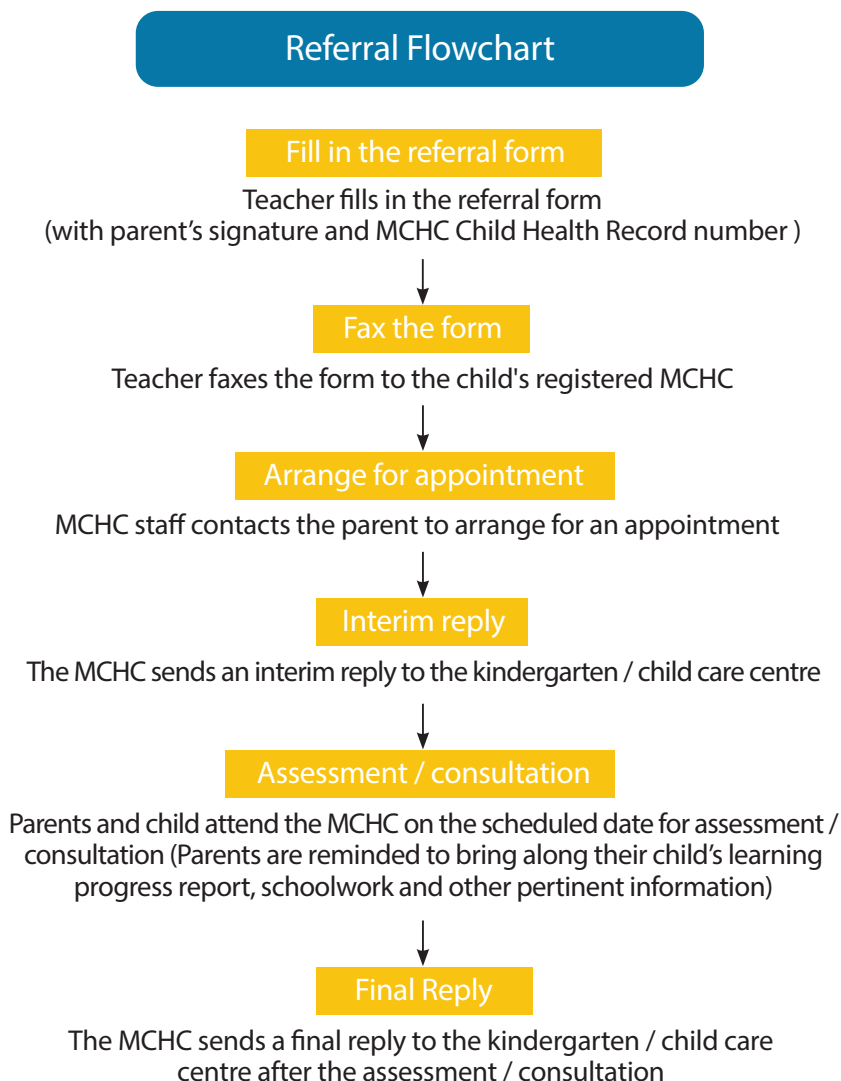 Referral Flowchart
Fill in the referral form
Teacher fills in the referral form
(with parent’s signature and MCHC Child Health Record number )
Fax the form
Teacher faxes the form to the child's registered MCHC
Arrange for appointment
MCHC staff contacts the parent to arrange for an appointment
Interim reply
The MCHC sends an interim reply to the kindergarten / child care centre
Assessment / consultation
Parents and child attend the MCHC on the scheduled date for assessment /
consultation (Parents are reminded to bring along their child’s learning
progress report, schoolwork and other pertinent information)
Final Reply
The MCHC sends a final reply to the kindergarten / child care
centre after the assessment / consultation